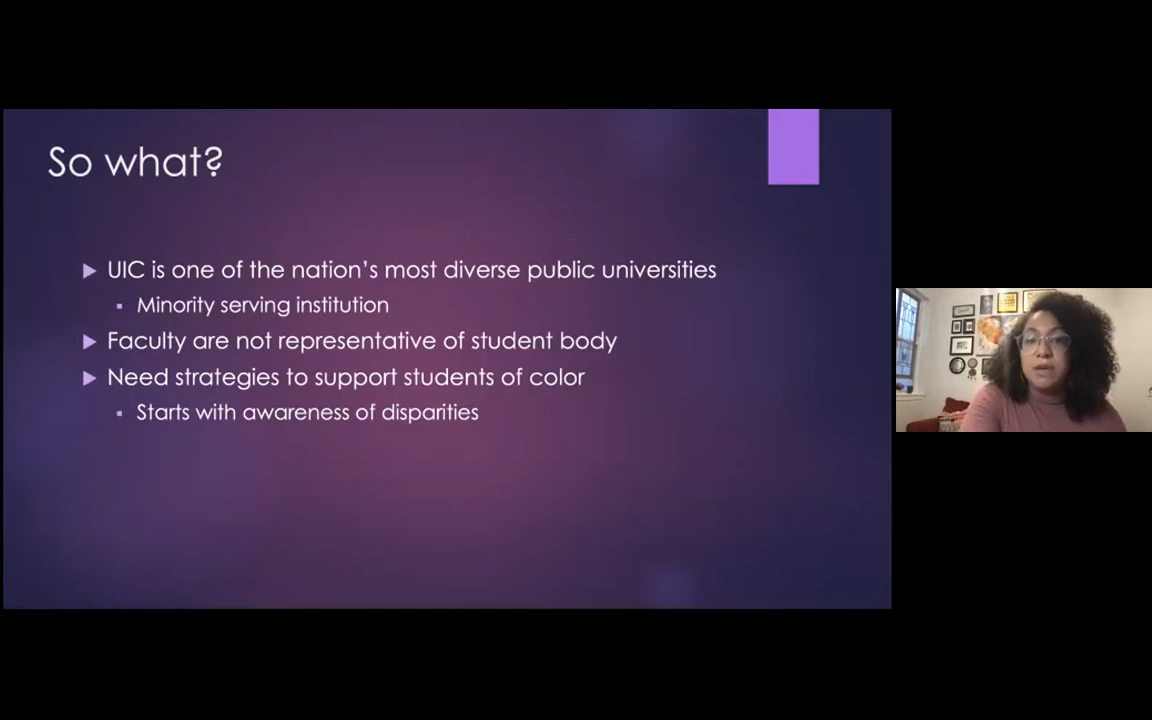 So what?
UIC is one of the nation's most diverse public universities
Minority serving institution
Faculty are not representative of student body
Need strategies to support students of color
Starts with awareness of disparities